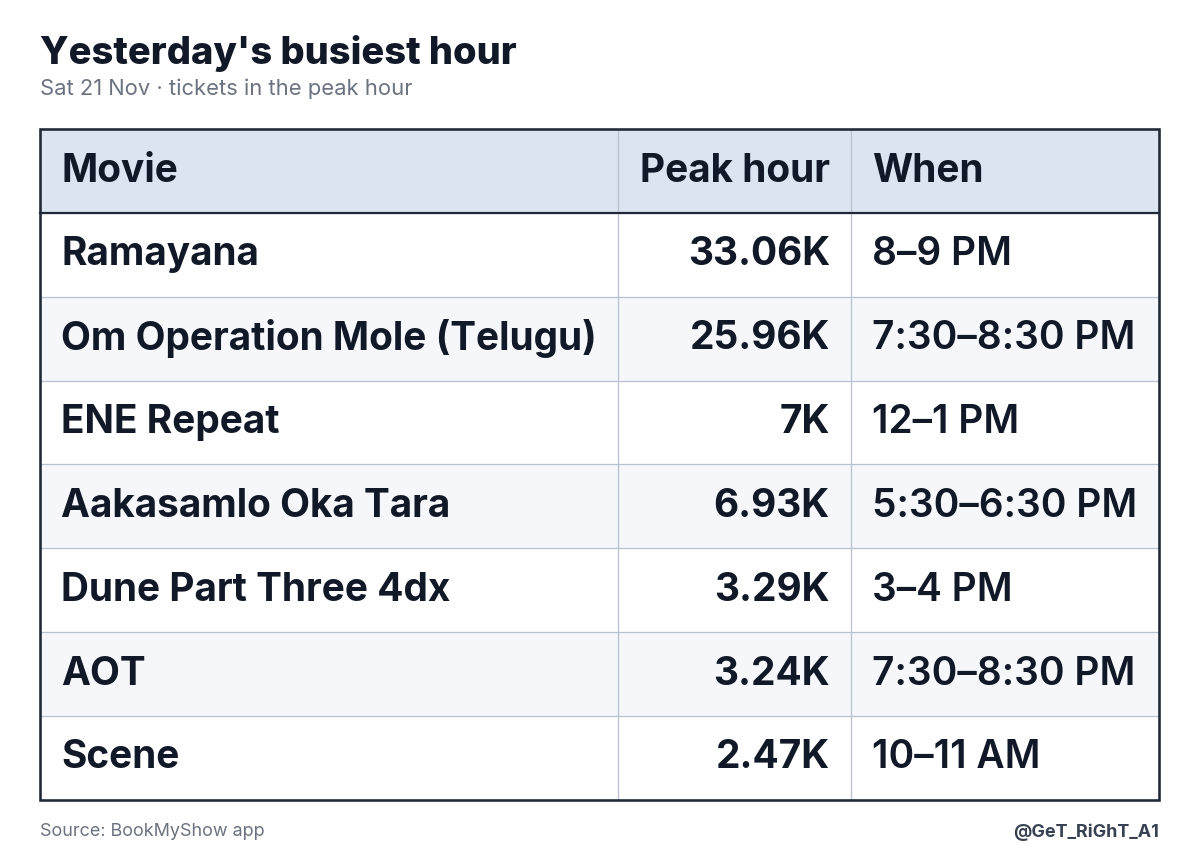 Yesterday's busiest hour
Sat 21 Nov · tickets in the peak hour
Movie Peak hour When
Ramayana 33.06K 8–9 PM
Om Operation Mole (Telugu) 25.96K 7:30–8:30 PM
ENE Repeat 7K 12–1 PM
Aakasamlo Oka Tara 6.93K 5:30–6:30 PM
Dune Part Three 4dx 3.29K 3–4 PM
AOT 3.24K 7:30–8:30 PM
Scene 2.47K 10–11 AM
Source: BookMyShow app @GeT_RiGhT_A1